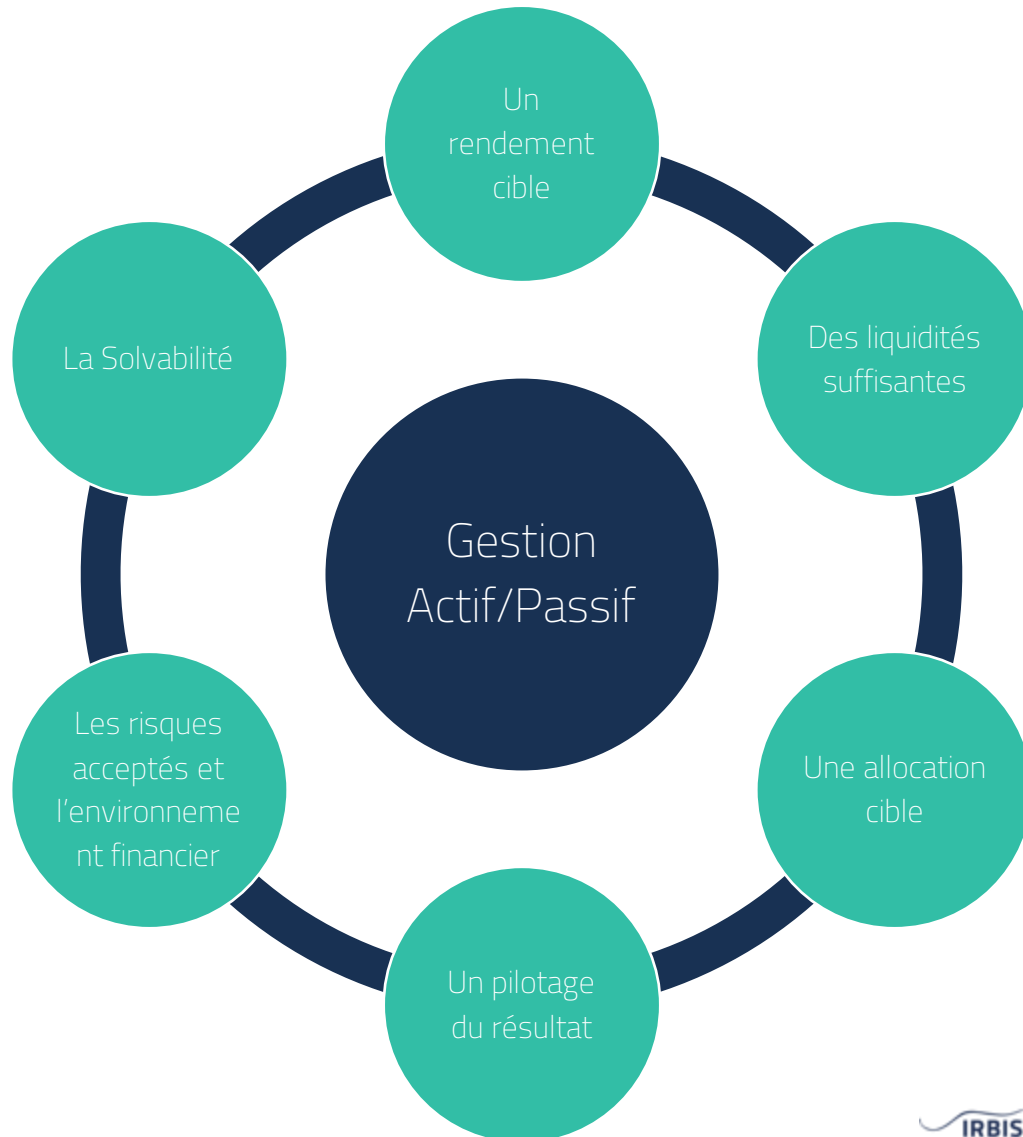 Un
rendement
cible
Des liquidités
suffisantes
La Solvabilité
Gestion
Actif/Passif
Les risques
acceptés et
l’environneme
nt financier
Une allocation
cible
Un pilotage
du résultat
IRBIS